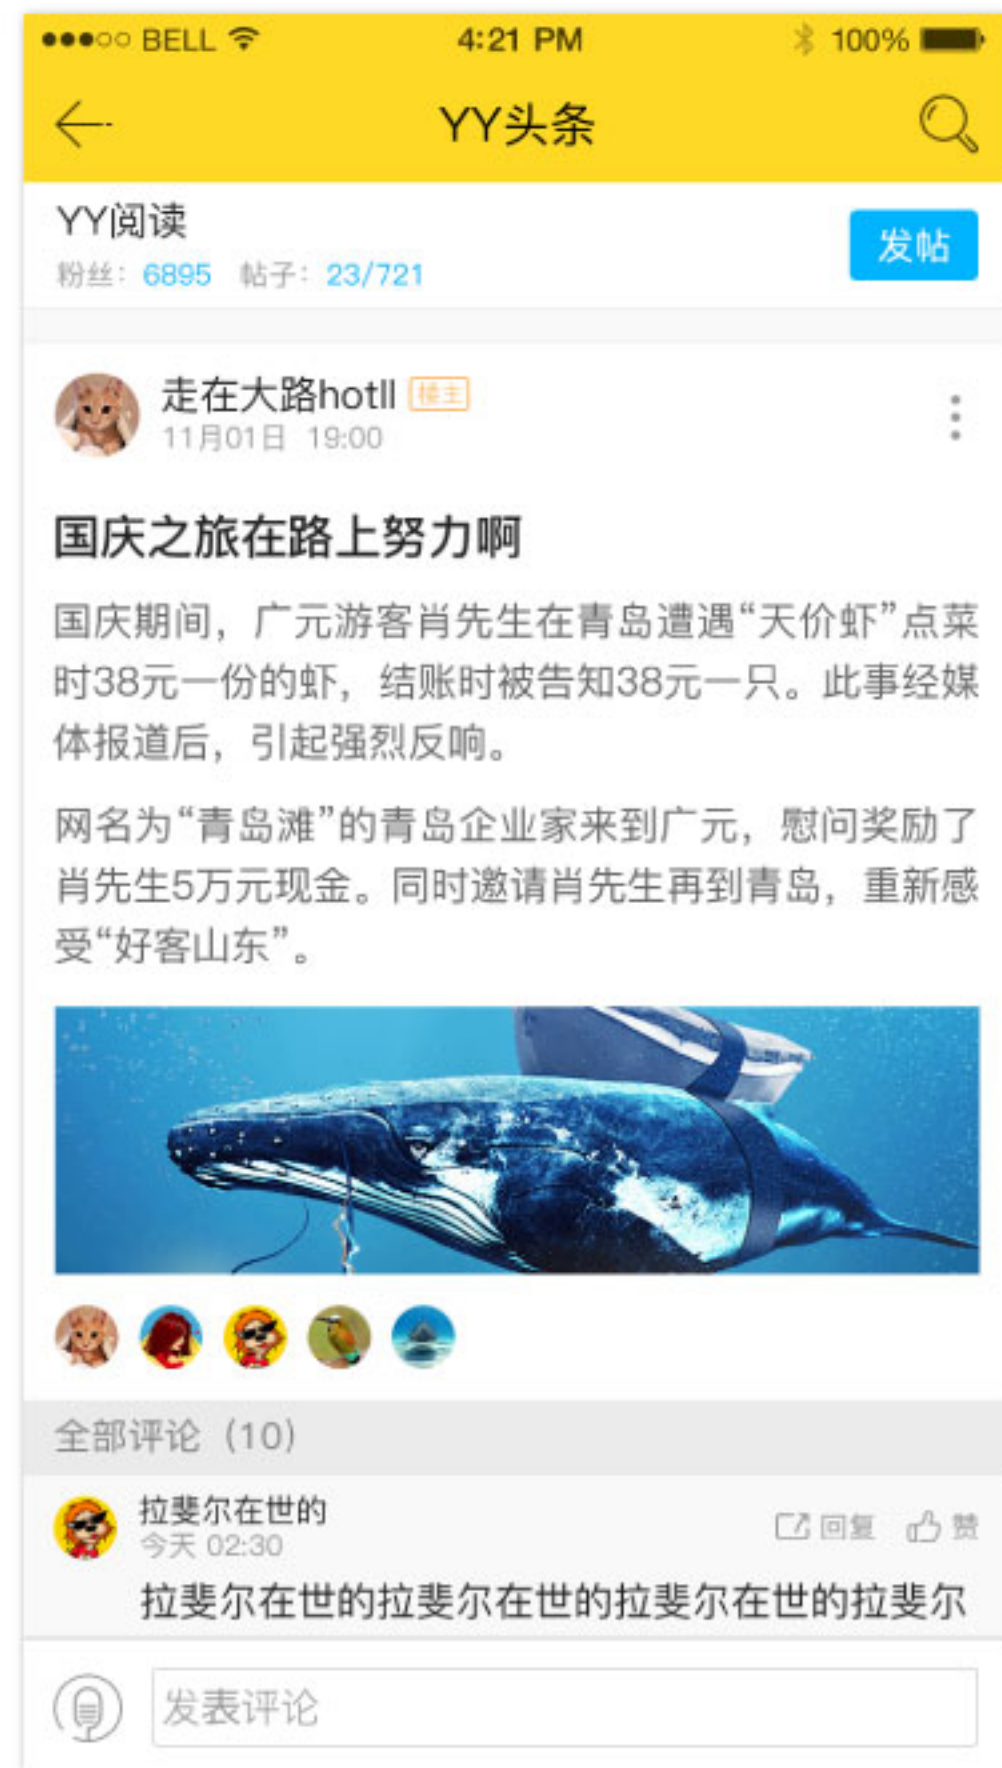 BELL 4:21 PM 100%
YY头条
YY阅读
发帖
粉丝：6895 帖子：23/721
走在大路hotll 楼主
11月01日 19:00
国庆之旅在路上努力啊
国庆期间，广元游客肖先生在青岛遭遇“天价虾”点菜
时38元一份的虾，结账时被告知38元一只。此事经媒
体报道后，引起强烈反响。
网名为“青岛滩”的青岛企业家来到广元，慰问奖励了
肖先生5万元现金。同时邀请肖先生再到青岛，重新感
受“好客山东”。
全部评论（10）
拉斐尔在世的
今天 02:30
回复 赞
拉斐尔在世的拉斐尔在世的拉斐尔在世的拉斐尔
发表评论